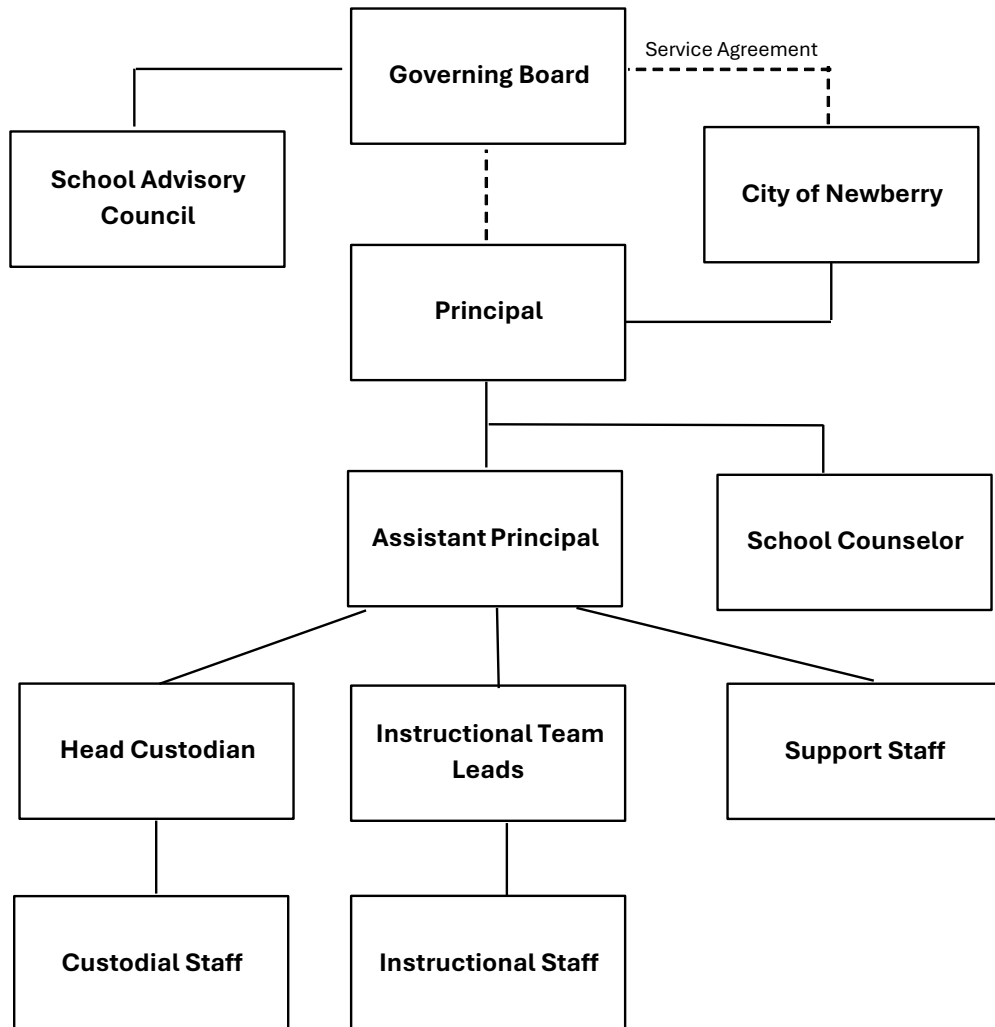 Service Agreement
Governing Board
School Advisory
Council
City of Newberry
Principal
Assistant Principal
School Counselor
Head Custodian
Instructional Team
Leads
Support Staff
Custodial Staff
Instructional Staff